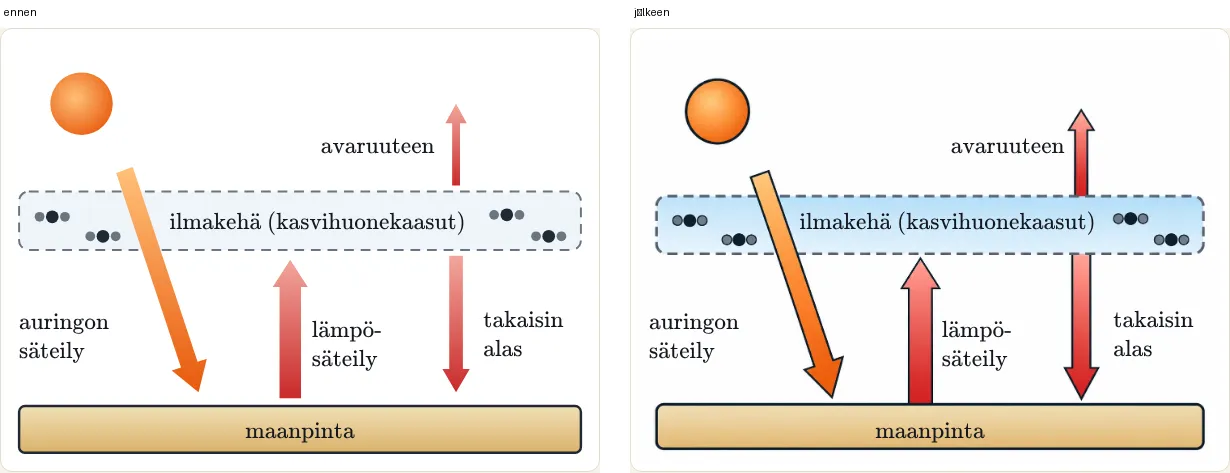 ennen
avaruuteen
ilmakehä (kasvihuonekaasut)
auringon
säteily
lämpö-
säteily
takaisin
alas
maanpinta
j▯lkeen
avaruuteen
ilmakehä (kasvihuonekaasut)
auringon
säteily
lämpö-
säteily
takaisin
alas
maanpinta